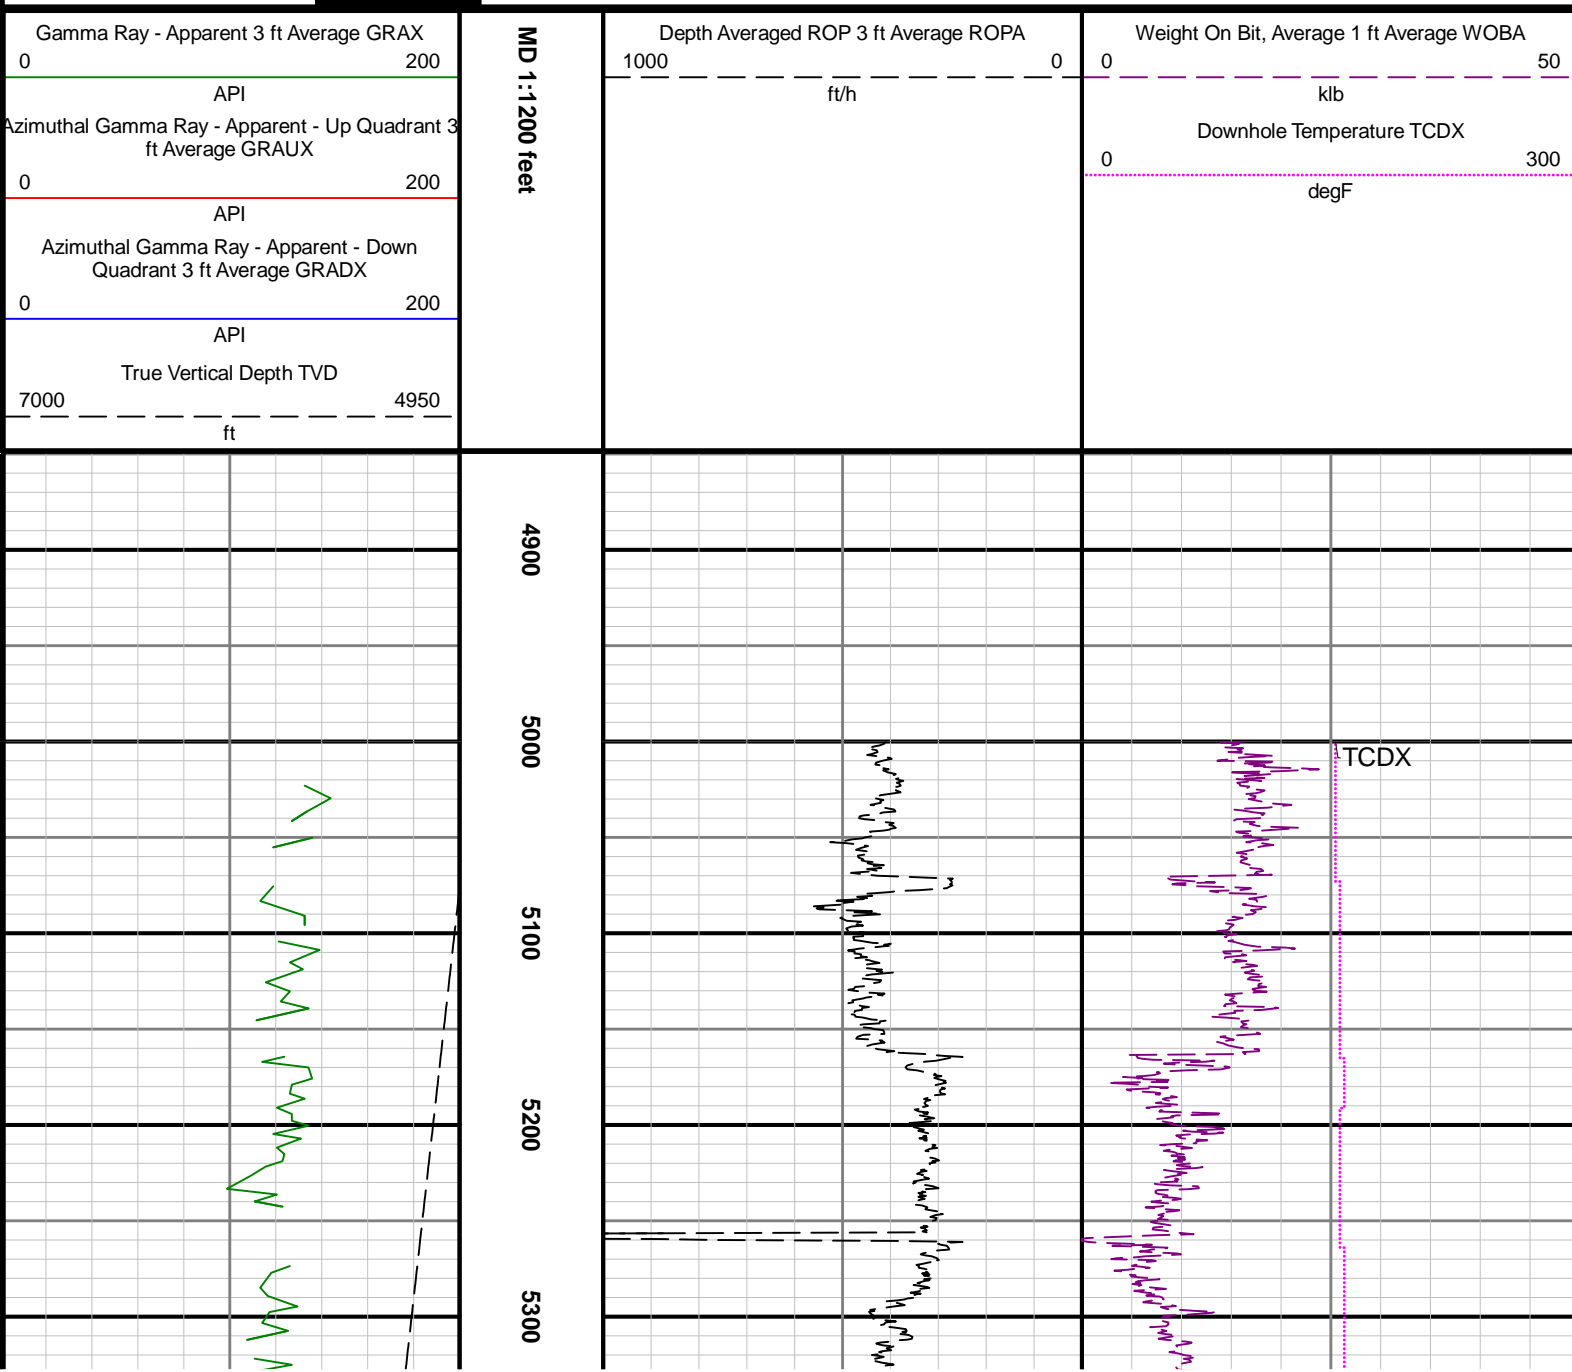 Gamma Ray - Apparent 3 ft Average GRAX
0 200
API
Azimuthal Gamma Ray - Apparent - Up Quadrant 3
ft Average GRAUX
0 200
API
Azimuthal Gamma Ray - Apparent - Down
Quadrant 3 ft Average GRADX
0 200
API
True Vertical Depth TVD
7000 4950
ft
MD 1:1200 feet
Depth Averaged ROP 3 ft Average ROPA
1000 0
ft/h
Weight On Bit, Average 1 ft Average WOBA
0 50
klb
Downhole Temperature TCDX
0 300
degF
4900
5000
TCDX
5100
5200
5300